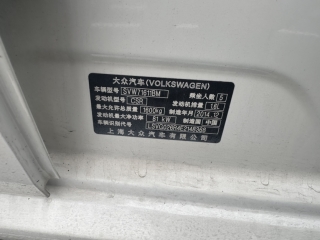 大众汽车(VOLKSWAGEN)
车辆型号 SVW71611BM 乘坐人数 5
发动机型号 CSR 发动机排量 1.6L
最大允许总质量 1600kg 制造年月 2014.12
发动机最大净功率 81 kW 制造国 中国
车辆识别代号
上海大众汽车有限公司